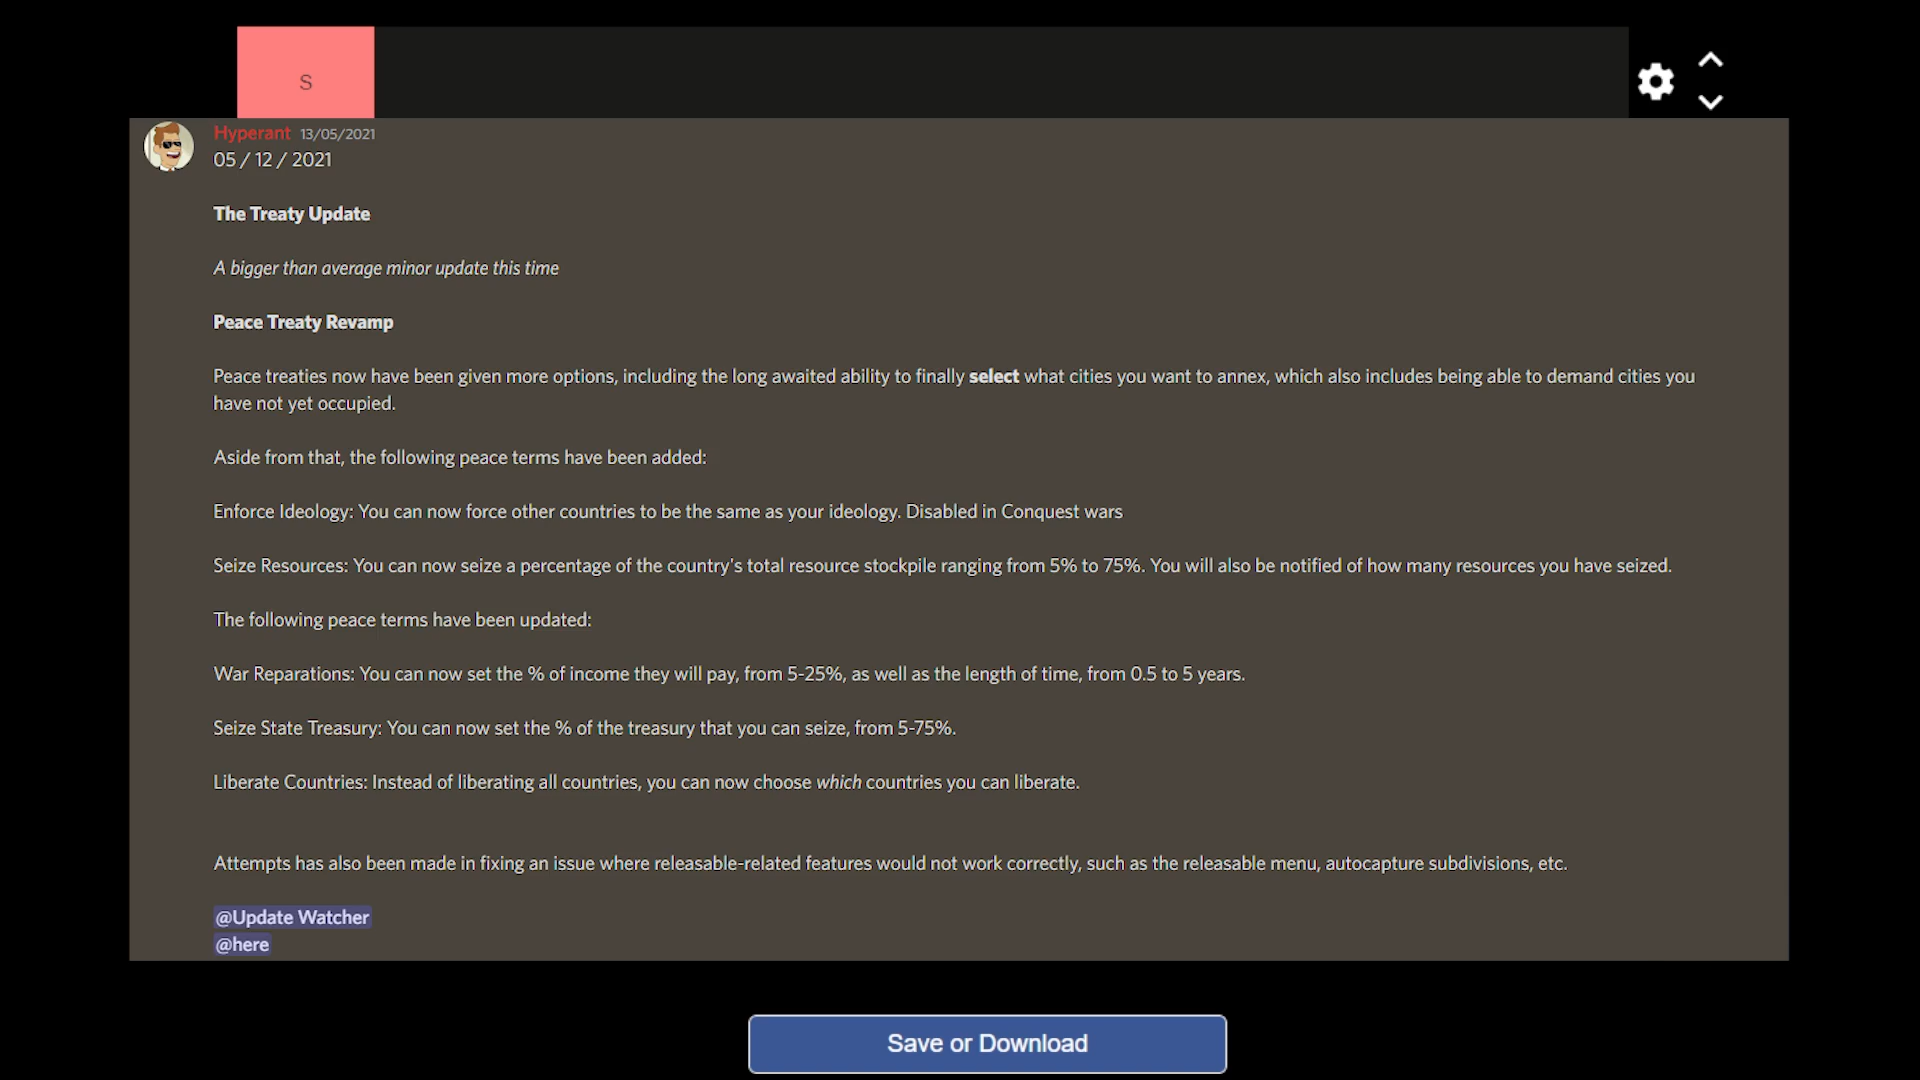 S
Hyperant 13/05/2021
05 / 12 / 2021
The Treaty Update
A bigger than average minor update this time
Peace Treaty Revamp
Peace treaties now have been given more options, including the long awaited ability to finally select what cities you want to annex, which also includes being able to demand cities you
have not yet occupied.
Aside from that, the following peace terms have been added:
Enforce Ideology: You can now force other countries to be the same as your ideology. Disabled in Conquest wars
Seize Resources: You can now seize a percentage of the country's total resource stockpile ranging from 5% to 75%. You will also be notified of how many resources you have seized.
The following peace terms have been updated:
War Reparations: You can now set the % of income they will pay, from 5-25%, as well as the length of time, from 0.5 to 5 years.
Seize State Treasury: You can now set the % of the treasury that you can seize, from 5-75%.
Liberate Countries: Instead of liberating all countries, you can now choose which countries you can liberate.
Attempts has also been made in fixing an issue where releasable-related features would not work correctly, such as the releasable menu, autocapture subdivisions, etc.
@Update Watcher
@here
Save or Download